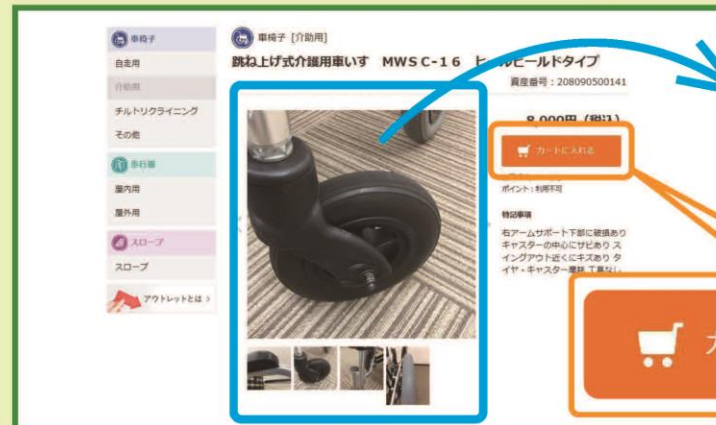 車椅子
自走用
介助用
チルトリクライニング
その他
歩行器
屋内用
屋外用
スロープ
スロープ
アウトレットとは >
車椅子 [介助用]
跳ね上げ式介護用車いす MWSC-16 ヒールドタイプ
資産番号：208090500141
8,000円（税込）
カートに入れる
ポイント：利用不可
特記事項
右アームサポート下部に破損あり
キャスターの中心にサビあり ス
イングアウト近くにキズあり タ
イヤ・キャスター磨耗 工具なし
カ